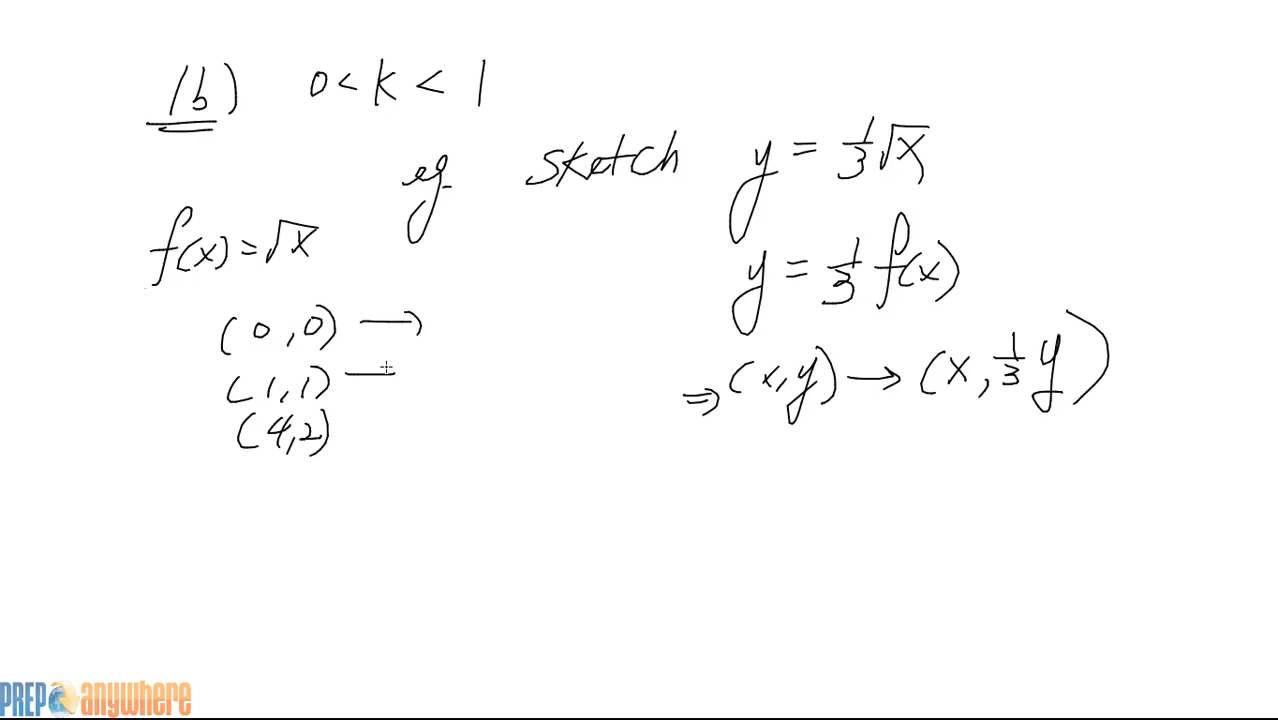 1b) 0 < k < 1
eg sketch y = 1/3 √x
f(x) = √x
y = 1/3 f(x)
(0, 0) →
(1, 1) —
⇒ (x, y) → (x, 1/3 y)
(4, 2)
PREP anywhere